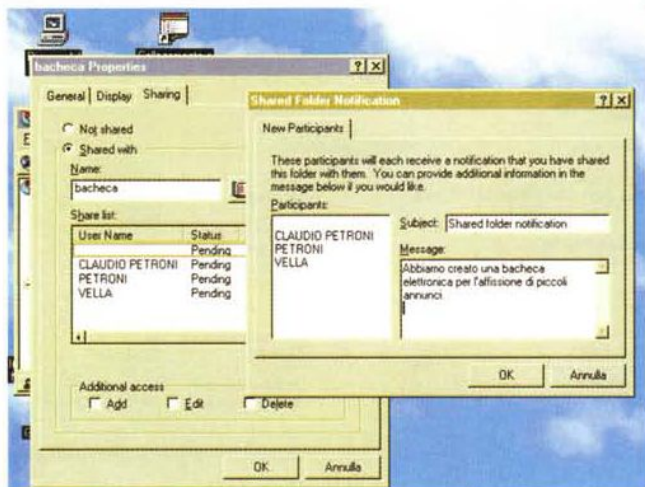 bacheca Properties
General
Display
Sharing
Not shared
Shared with
Name:
bacheca
Share list:
User Name Status
Pending
CLAUDIO PETRONI Pending
PETRONI Pending
VELLA Pending
Additional access
Add Edit Delete
OK Annulla
Shared Folder Notification
New Participants
These participants will each receive a notification that you have shared
this folder with them. You can provide additional information in the
message below if you would like.
Participants:
CLAUDIO PETRONI
PETRONI
VELLA
Subject: Shared folder notification
Message:
Abbiamo creato una bacheca
elettronica per l'affissione di piccoli
annunci.
OK Annulla